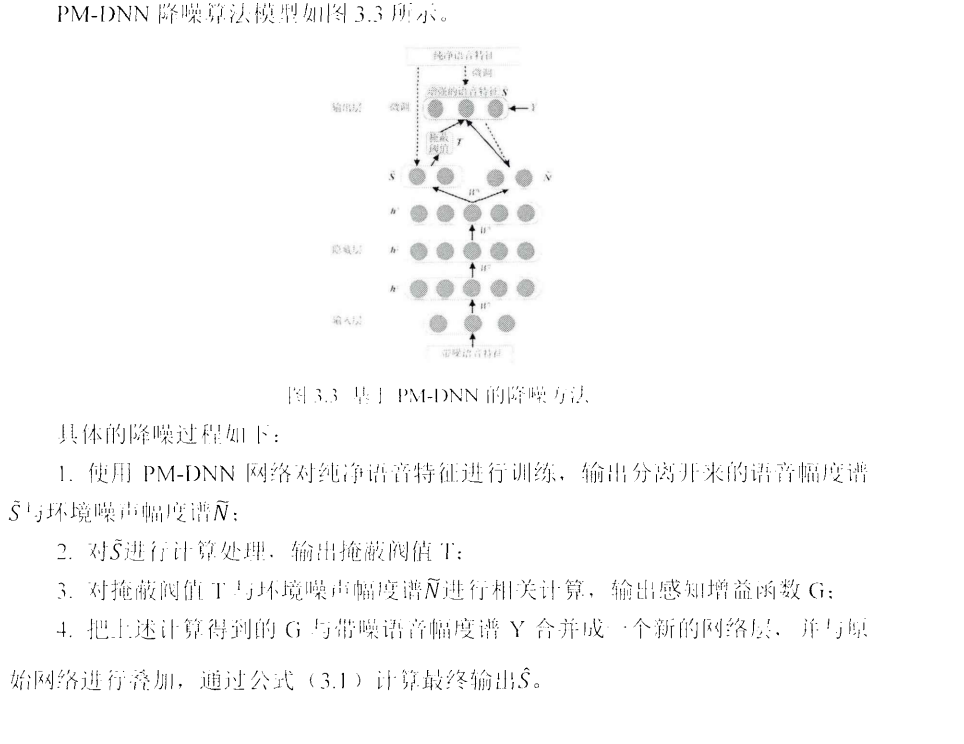 PM-DNN 降噪算法模型如图 3.3 所示。
纯净语音特征
微调
增强的语音特征 Ŝ
输出层 微调 Y
掩蔽
阈值 T
S̃ Ñ
隐藏层
输入层
带噪语音特征
图 3.3 基于 PM-DNN 的降噪方法
具体的降噪过程如下：
1. 使用 PM-DNN 网络对纯净语音特征进行训练，输出分离开来的语音幅度谱
S̃与环境噪声幅度谱Ñ；
2. 对S̃进行计算处理，输出掩蔽阀值 T；
3. 对掩蔽阀值 T 与环境噪声幅度谱Ñ进行相关计算，输出感知增益函数 G；
4. 把上述计算得到的 G 与带噪语音幅度谱 Y 合并成一个新的网络层，并与原
始网络进行叠加，通过公式（3.1）计算最终输出Ŝ。